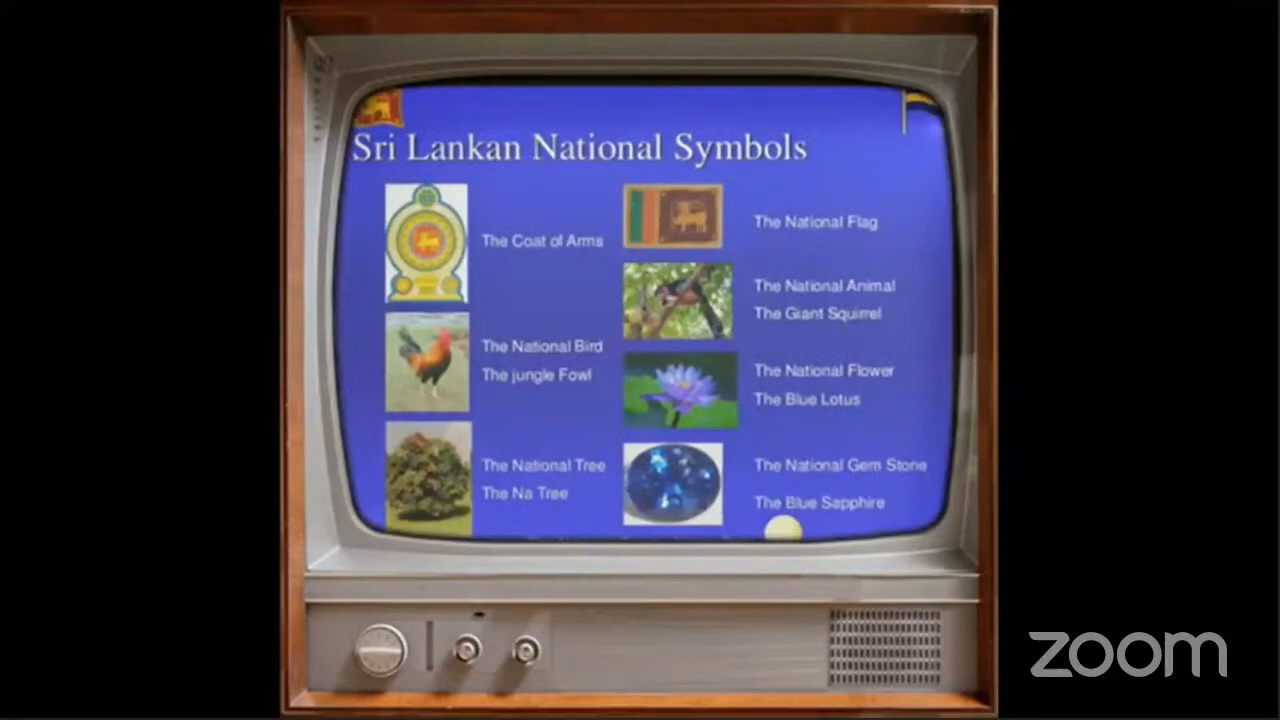 Sri Lankan National Symbols
The Coat of Arms
The National Bird
The jungle Fowl
The National Tree
The Na Tree
The National Flag
The National Animal
The Giant Squirrel
The National Flower
The Blue Lotus
The National Gem Stone
The Blue Sapphire
zoom